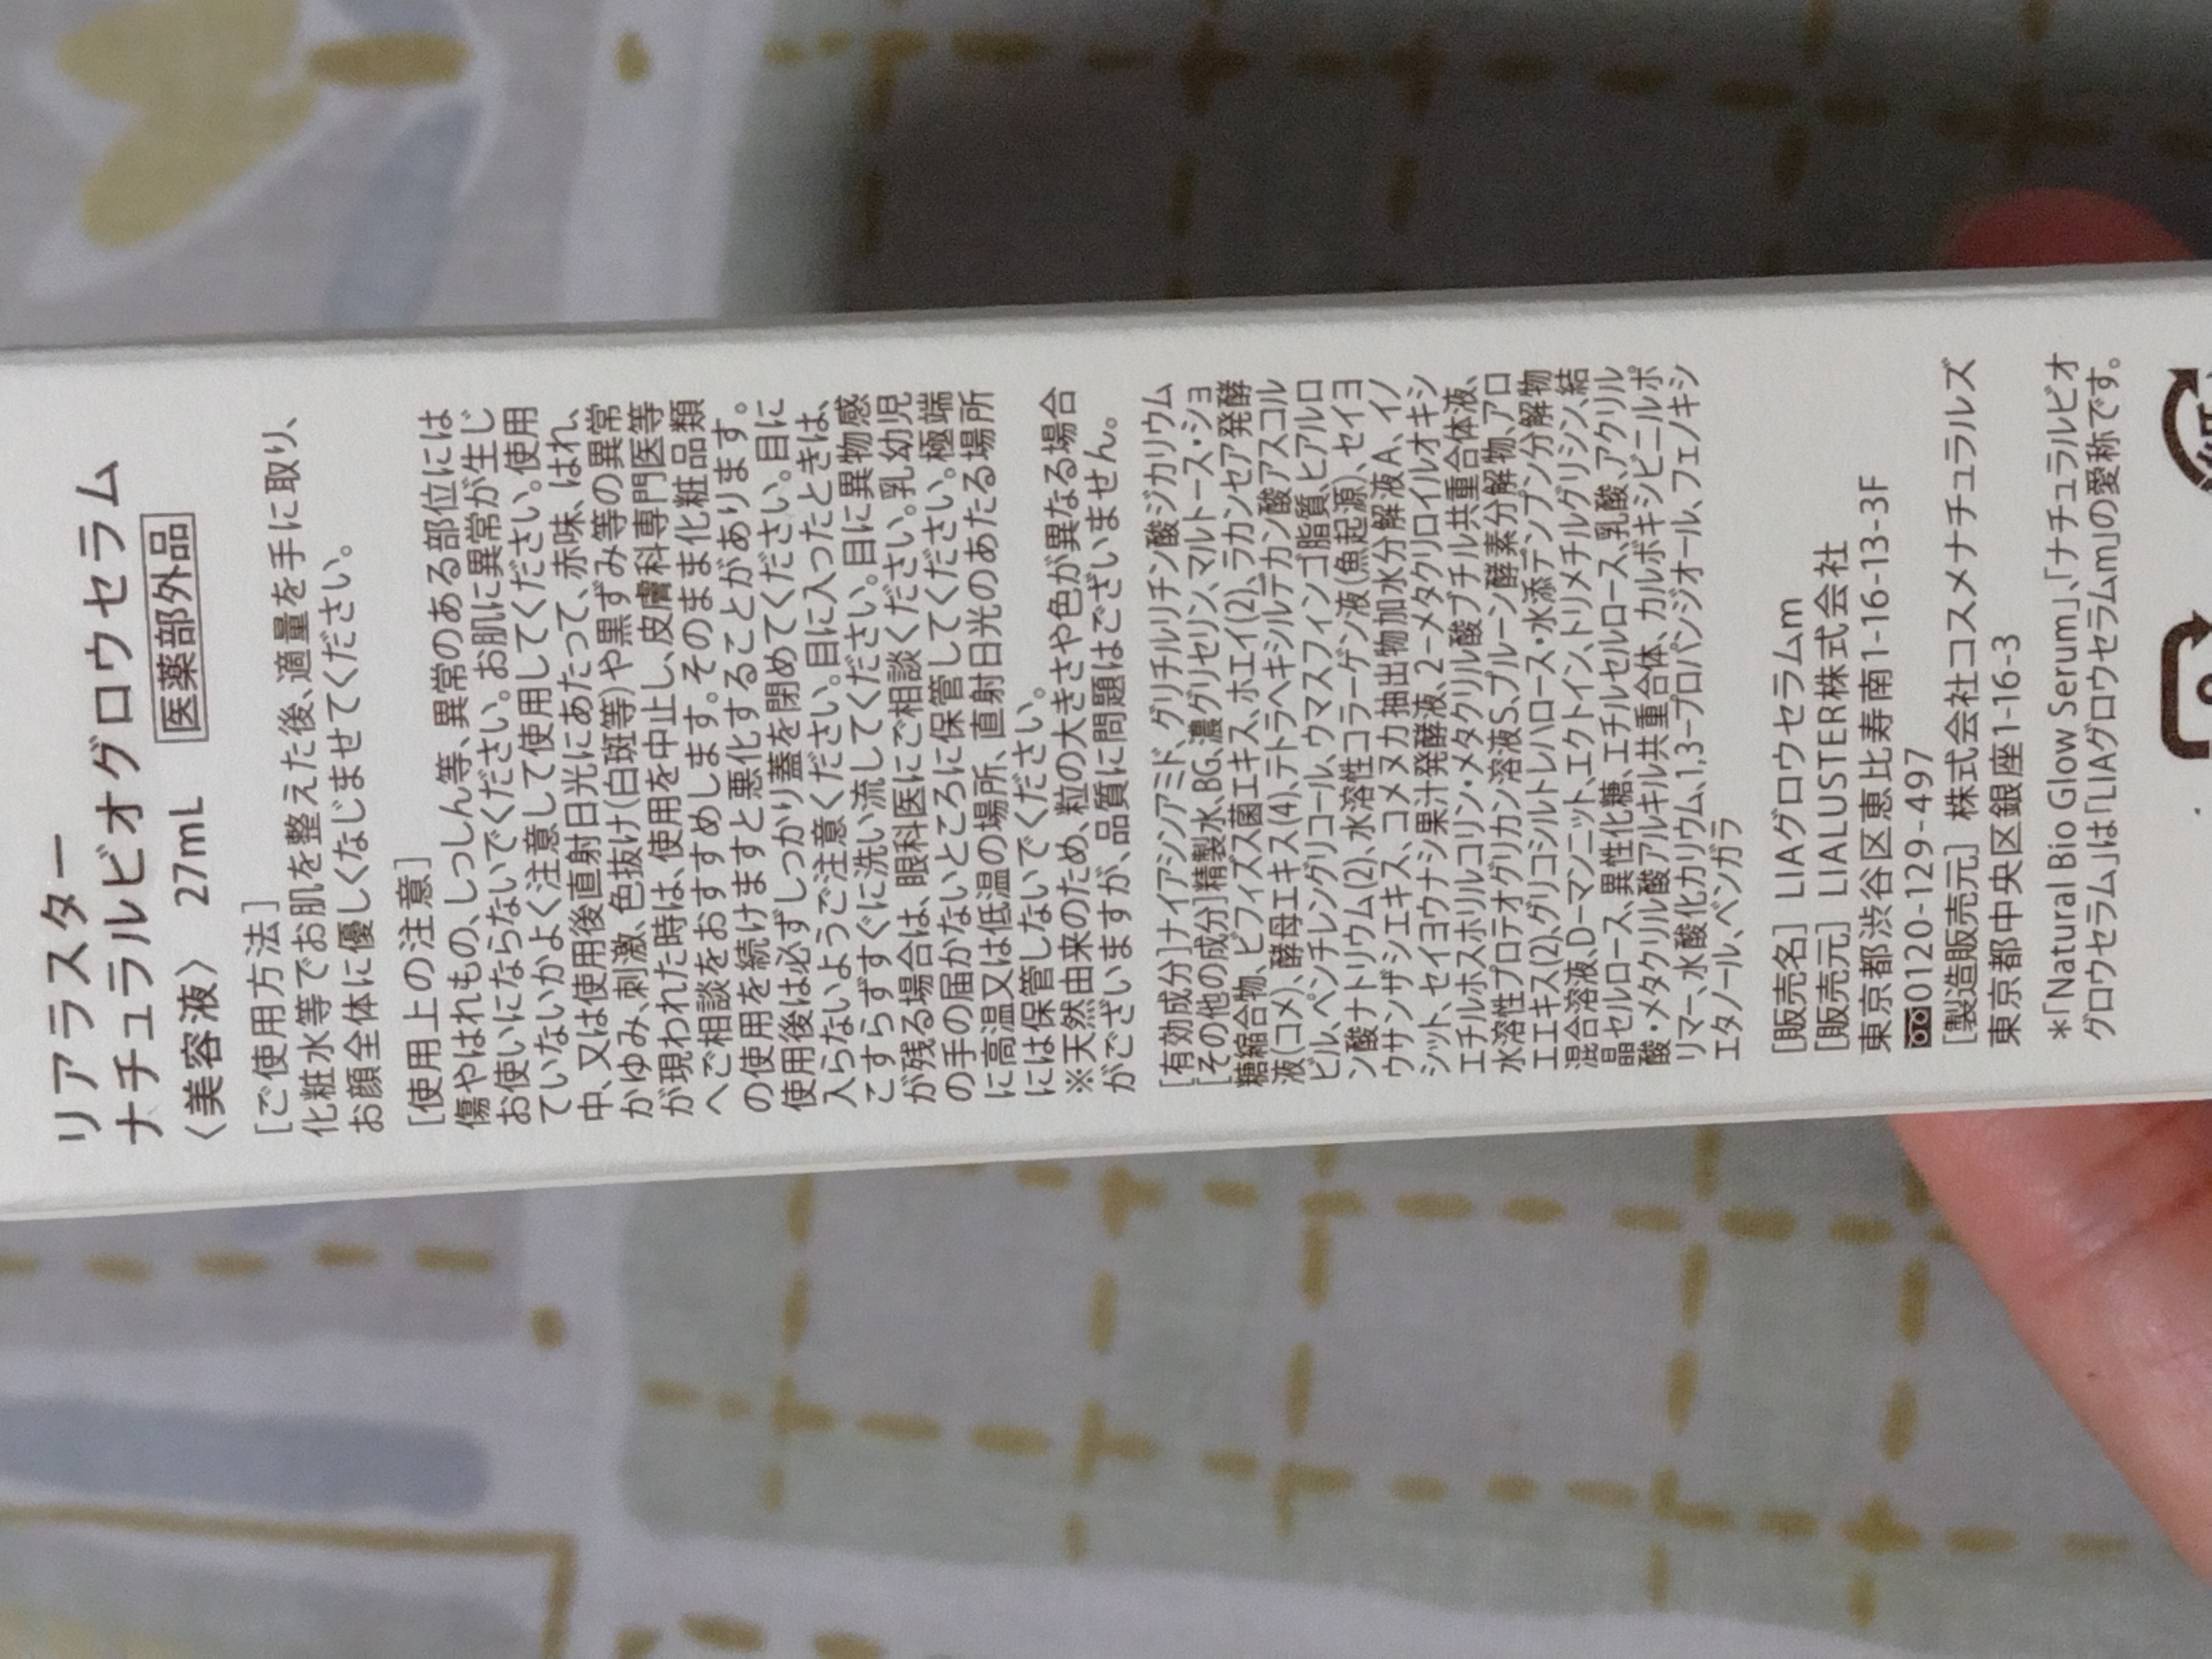 リアラスター
ナチュラルビオグロウセラム
〈美容液〉 27mL 医薬部外品
[ご使用方法]
化粧水等でお肌を整えた後、適量を手に取り、
お顔全体に優しくなじませてください。
[使用上の注意]
傷やはれもの、しっしん等、異常のある部位には
お使いにならないでください。お肌に異常が生じ
ていないかよく注意して使用してください。使用
中、又は使用後直射日光にあたって、赤味、はれ、
かゆみ、刺激、色抜け(白斑等)や黒ずみ等の異常
が現われた時は、使用を中止し、皮膚科専門医等
へご相談をおすすめします。そのまま化粧品類
の使用を続けますと悪化することがあります。
使用後は必ずしっかり蓋を閉めてください。目に
入らないようご注意ください。目に入ったときは、
こすらずすぐに洗い流してください。目に異物感
が残る場合は、眼科医にご相談ください。乳幼児
の手の届かないところに保管してください。極端
に高温又は低温の場所、直射日光のあたる場所
には保管しないでください。
※天然由来のため、粒の大きさや色が異なる場合
がございますが、品質に問題はございません。
[有効成分]ナイアシンアミド、グリチルリチン酸ジカリウム
[その他の成分]精製水、BG、濃グリセリン、マルトース・ショ
糖縮合物、ビフィズス菌エキス、ホエイ(2)、ラカンセア発酵
液(コメ)、酵母エキス(4)、テトラヘキシルデカン酸アスコル
ビル、ペンチレングリコール、ウマスフィンゴ脂質、ヒアルロ
ン酸ナトリウム(2)、水溶性コラーゲン液(魚起源)、セイヨ
ウサンザシエキス、コメヌカ抽出物加水分解液A、イノ
シット、セイヨウナシ果汁発酵液、2-メタクリロイルオキシ
エチルホスホリルコリン・メタクリル酸ブチル共重合体液、
水溶性プロテオグリカン溶液S、プルーン酵素分解物、アロ
エエキス(2)、グリコシルトレハロース・水添デンプン分解物
混合溶液、D-マンニット、エクトイン、トリメチルグリシン、結
晶セルロース、異性化糖、エチルセルロース、乳酸、アクリル
酸・メタクリル酸アルキル共重合体、カルボキシビニルポ
リマー、水酸化カリウム、1,3-プロパンジオール、フェノキシ
エタノール、ベンガラ
[販売名] LIAグロウセラムm
[販売元] LIALUSTER株式会社
東京都渋谷区恵比寿南1-16-13-3F
0120-129-497
[製造販売元] 株式会社コスメナチュラルズ
東京都中央区銀座1-16-3
＊「Natural Bio Glow Serum」、「ナチュラルビオ
グロウセラム」は「LIAグロウセラムm」の愛称です。